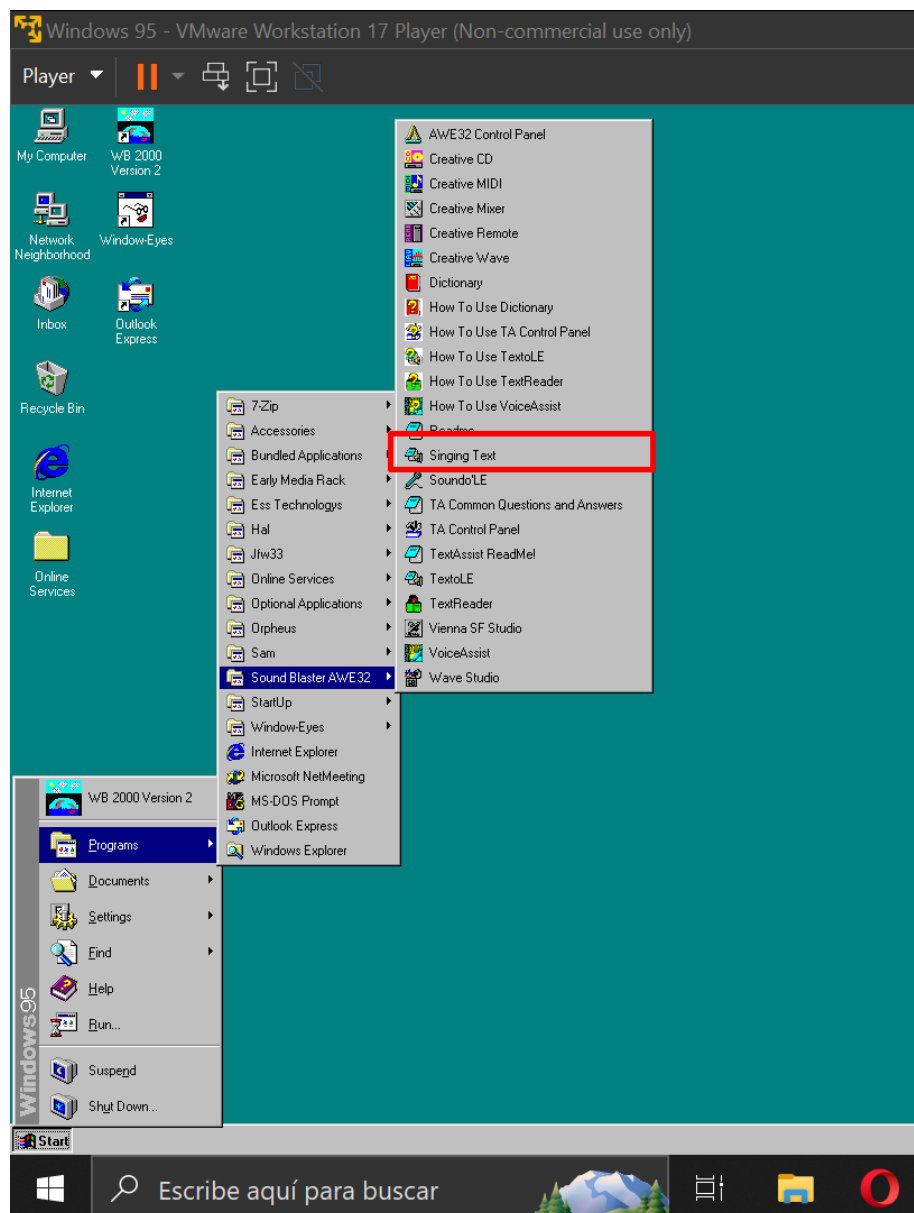 Windows 95 - VMware Workstation 17 Player (Non-commercial use only)
Player
My Computer
WB 2000
Version 2
Network
Neighborhood
Window-Eyes
Inbox
Outlook
Express
Recycle Bin
Internet
Explorer
Online
Services
AWE32 Control Panel
Creative CD
Creative MIDI
Creative Mixer
Creative Remote
Creative Wave
Dictionary
How To Use Dictionary
How To Use TA Control Panel
How To Use TextoLE
How To Use TextReader
How To Use VoiceAssist
Readme
Singing Text
Soundo'LE
TA Common Questions and Answers
TA Control Panel
TextAssist ReadMe!
TextoLE
TextReader
Vienna SF Studio
VoiceAssist
Wave Studio
7-Zip
Accessories
Bundled Applications
Early Media Rack
Ess Technologys
Hal
Jfw33
Online Services
Optional Applications
Orpheus
Sam
Sound Blaster AWE32
StartUp
Window-Eyes
Internet Explorer
Microsoft NetMeeting
MS-DOS Prompt
Outlook Express
Windows Explorer
WB 2000 Version 2
Programs
Documents
Settings
Find
Help
Run...
Suspend
Shut Down...
Windows95
Start
Escribe aquí para buscar